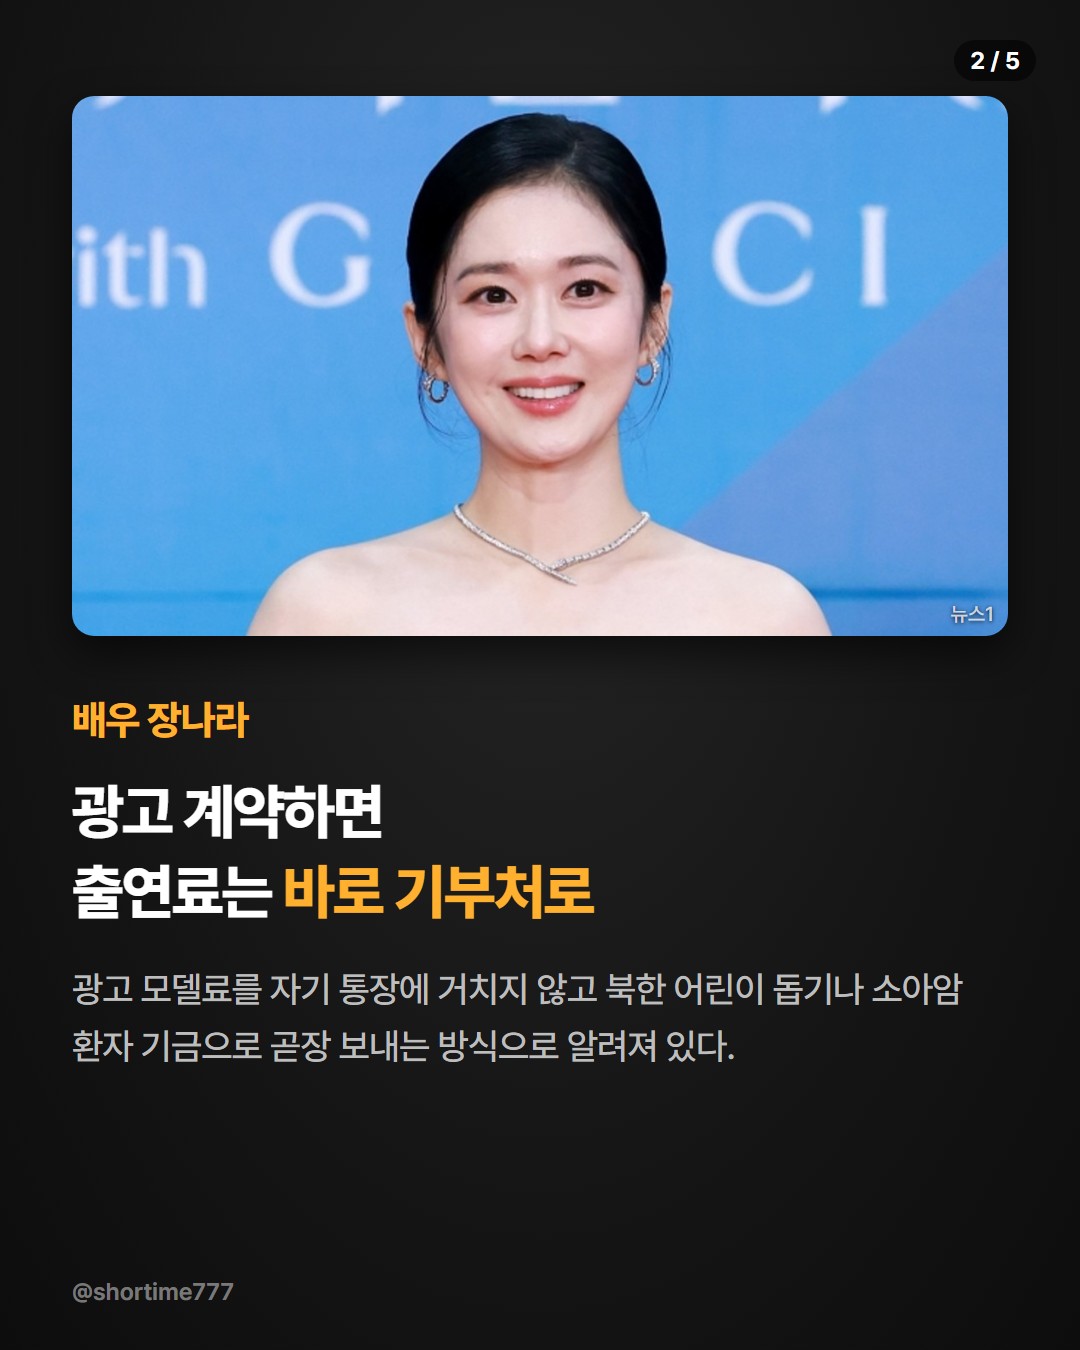 2 / 5
ith G CI
뉴스1
배우 장나라
광고 계약하면
출연료는 바로 기부처로
광고 모델료를 자기 통장에 거치지 않고 북한 어린이 돕기나 소아암
환자 기금으로 곧장 보내는 방식으로 알려져 있다.
@shortime777